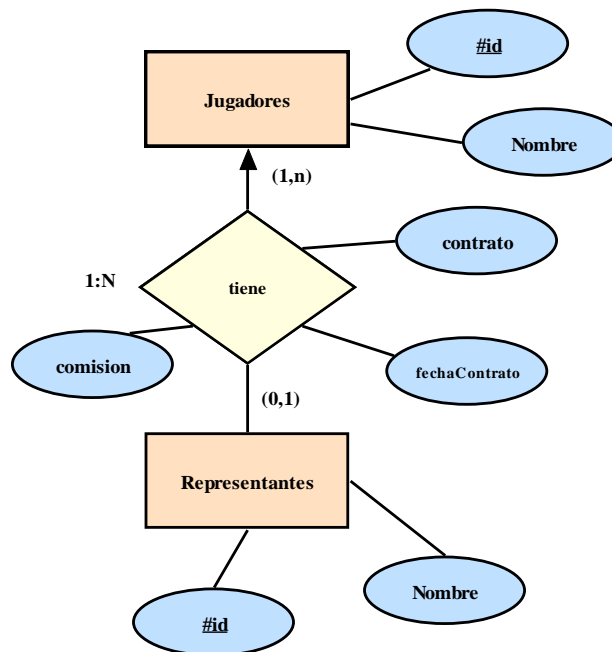 #id
Jugadores
Nombre
(1,n)
contrato
1:N
tiene
comision
fechaContrato
(0,1)
Representantes
Nombre
#id